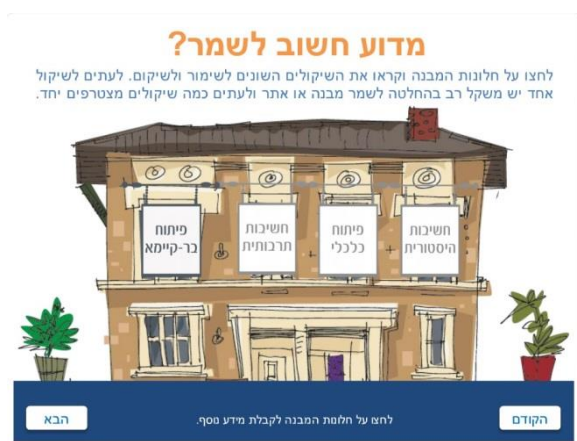 מדוע חשוב לשמר?
לחצו על חלונות המבנה וקראו את השיקולים השונים לשימור ולשיקום. לעתים לשיקול
אחד יש משקל רב בהחלטה לשמר מבנה או אתר ולעתים כמה שיקולים מצטרפים יחד.
חשיבות
היסטורית
פיתוח
כלכלי
חשיבות
תרבותית
פיתוח
בר-קיימא
הקודם
לחצו על חלונות המבנה לקבלת מידע נוסף.
הבא